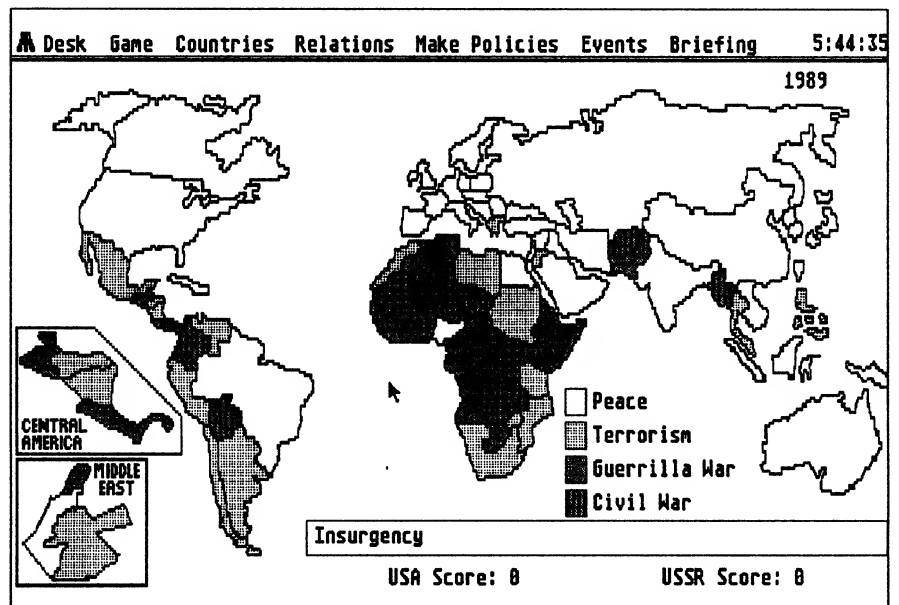 Desk Game Countries Relations Make Policies Events Briefing 5:44:35
1989
CENTRAL
AMERICA
MIDDLE
EAST
Peace
Terrorism
Guerrilla War
Civil War
Insurgency
USA Score: 0 USSR Score: 0